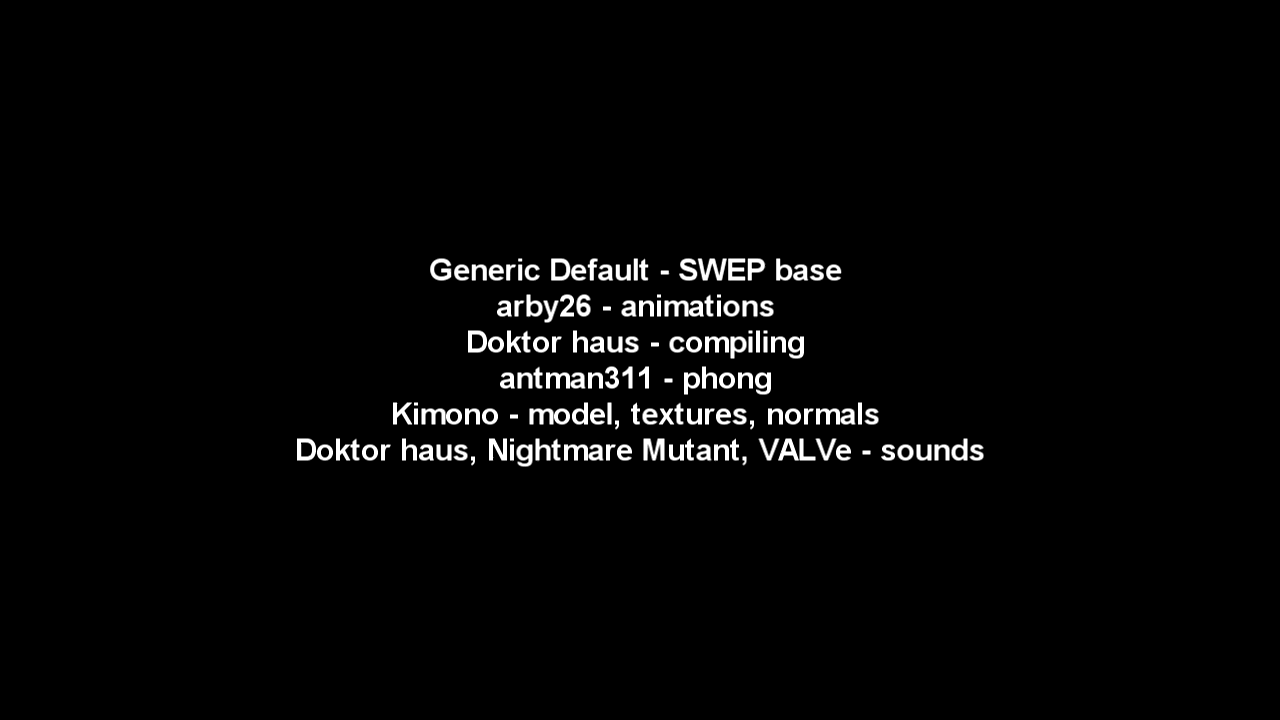 Generic Default - SWEP base
arby26 - animations
Doktor haus - compiling
antman311 - phong
Kimono - model, textures, normals
Doktor haus, Nightmare Mutant, VALVe - sounds